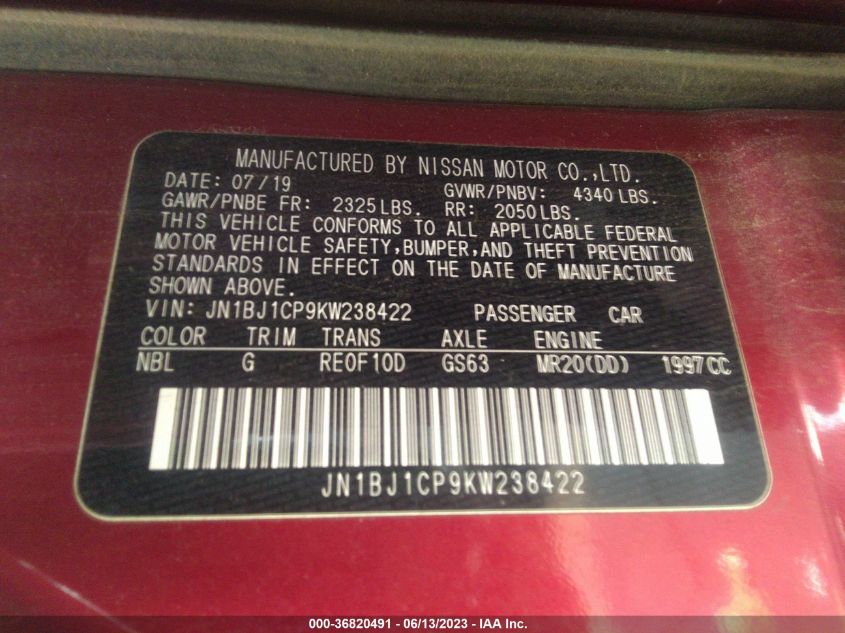 MANUFACTURED BY NISSAN MOTOR CO.,LTD.
DATE: 07/19 GVWR/PNBV: 4340 LBS.
GAWR/PNBE FR: 2325 LBS. RR: 2050 LBS.
THIS VEHICLE CONFORMS TO ALL APPLICABLE FEDERAL
MOTOR VEHICLE SAFETY, BUMPER, AND THEFT PREVENTION
STANDARDS IN EFFECT ON THE DATE OF MANUFACTURE
SHOWN ABOVE.
VIN: JN1BJ1CP9KW238422 PASSENGER CAR
COLOR TRIM TRANS AXLE ENGINE
NBL G RE0F10D GS63 MR20(DD) 1997CC
JN1BJ1CP9KW238422
000-36820491 - 06/13/2023 - IAA Inc.